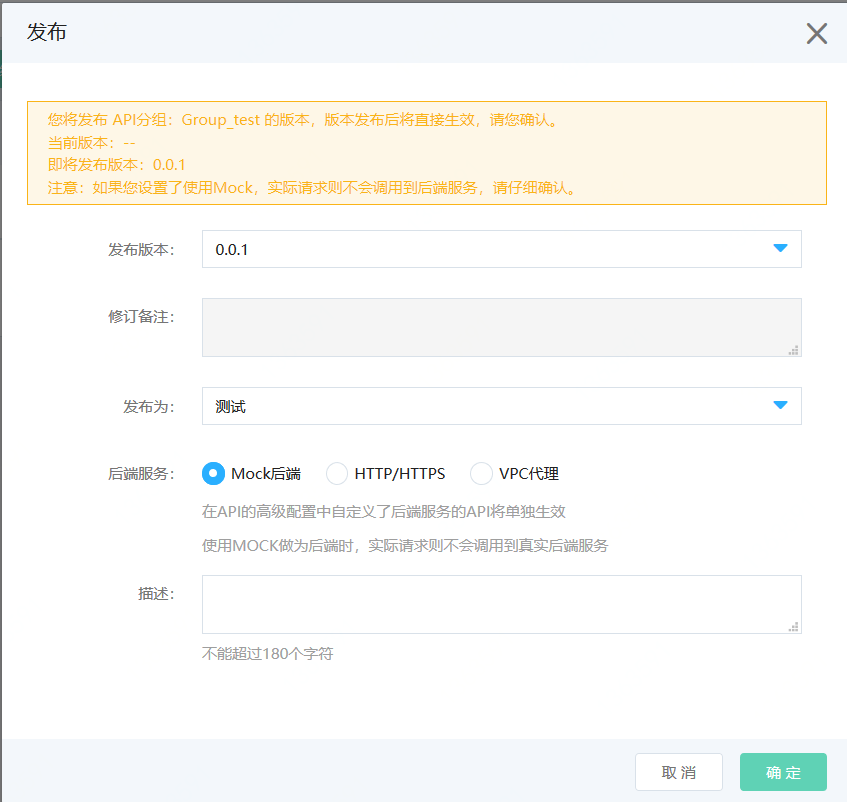 发布
您将发布 API分组：Group_test 的版本，版本发布后将直接生效，请您确认。
当前版本：--
即将发布版本：0.0.1
注意：如果您设置了使用Mock，实际请求则不会调用到后端服务，请仔细确认。
发布版本：
0.0.1
修订备注：
发布为：
测试
后端服务：
Mock后端 HTTP/HTTPS VPC代理
在API的高级配置中自定义了后端服务的API将单独生效
使用MOCK做为后端时，实际请求则不会调用到真实后端服务
描述：
不能超过180个字符
取消 确定